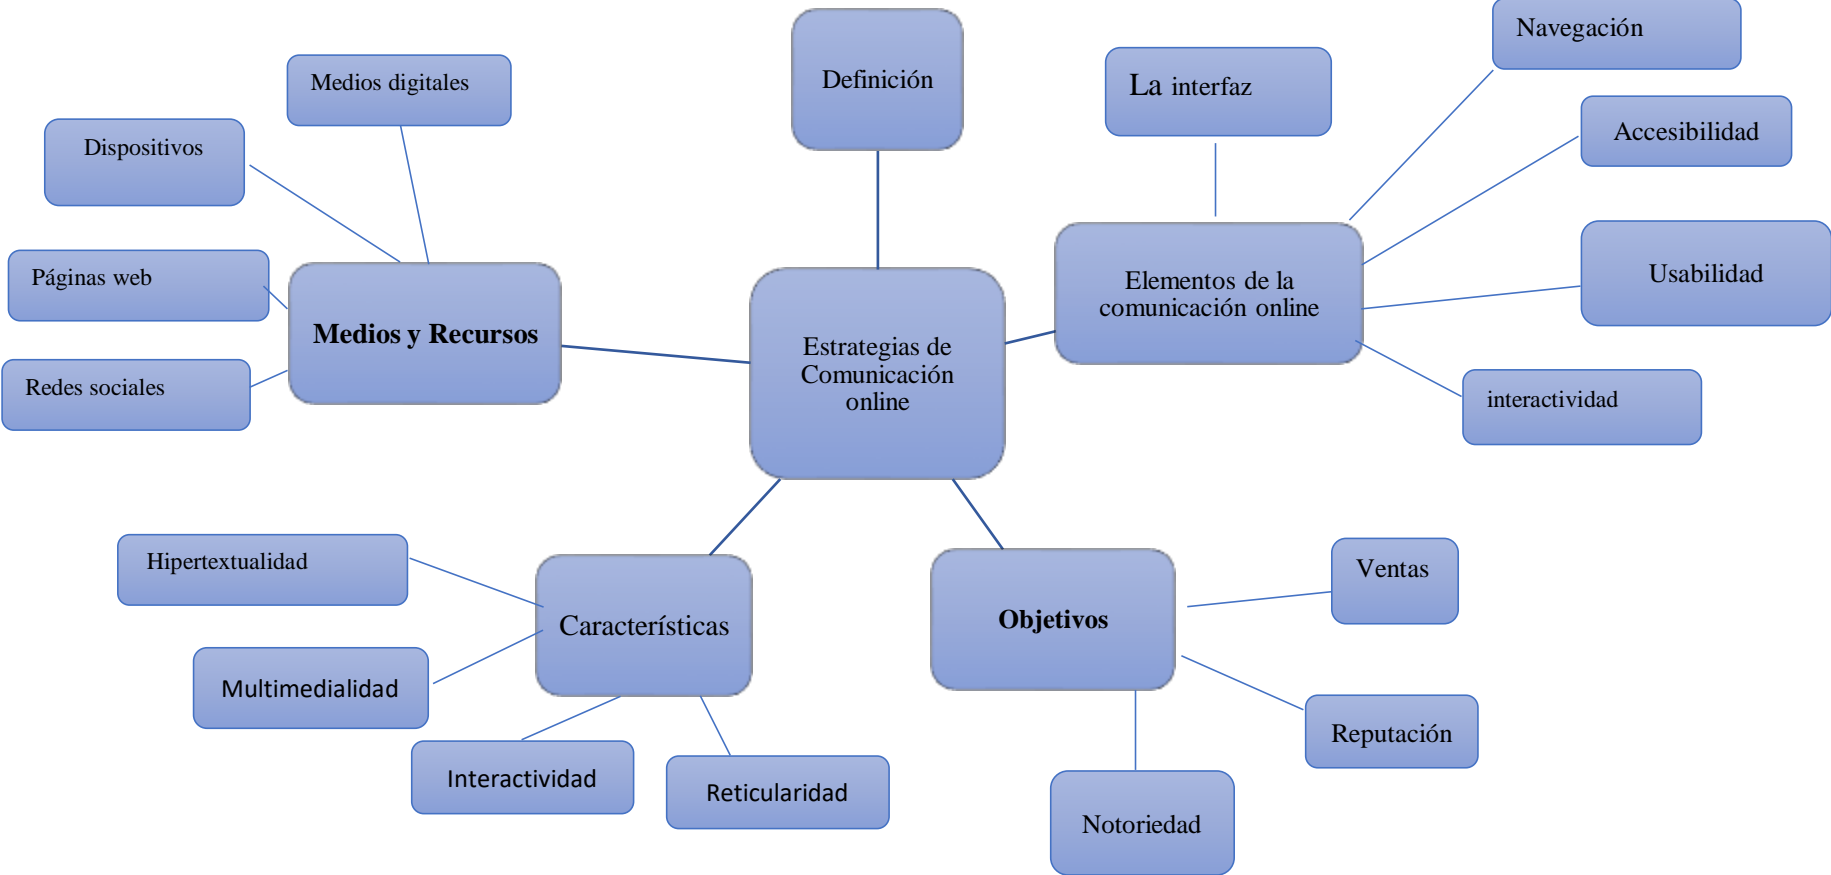 Navegación
La interfaz
Definición
Medios digitales
Accesibilidad
Dispositivos
Usabilidad
Páginas web
Elementos de la
comunicación online
Medios y Recursos
Estrategias de
Comunicación
online
Redes sociales
interactividad
Hipertextualidad
Ventas
Características
Objetivos
Multimedialidad
Reputación
Interactividad
Reticularidad
Notoriedad